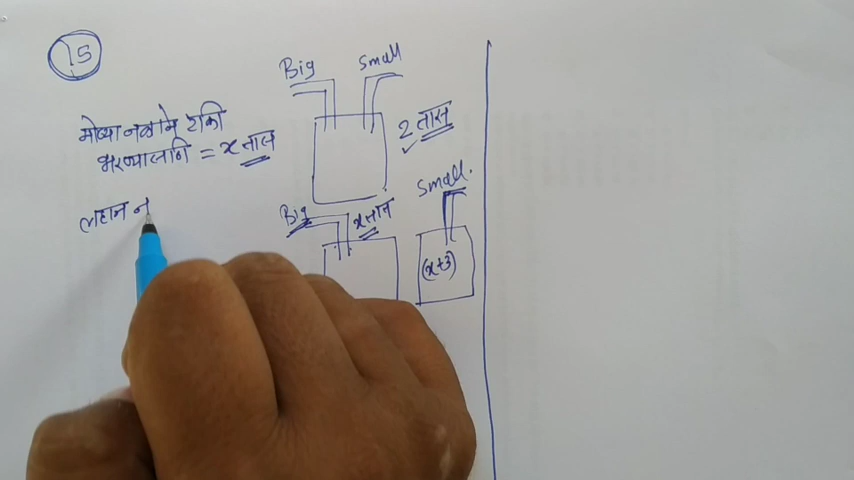 15
Big
Small
मोठ्या नळाने टाकी
भरण्यालागि = x तास
2 तास
लहान न
Big
x तास
Small.
(x+3)